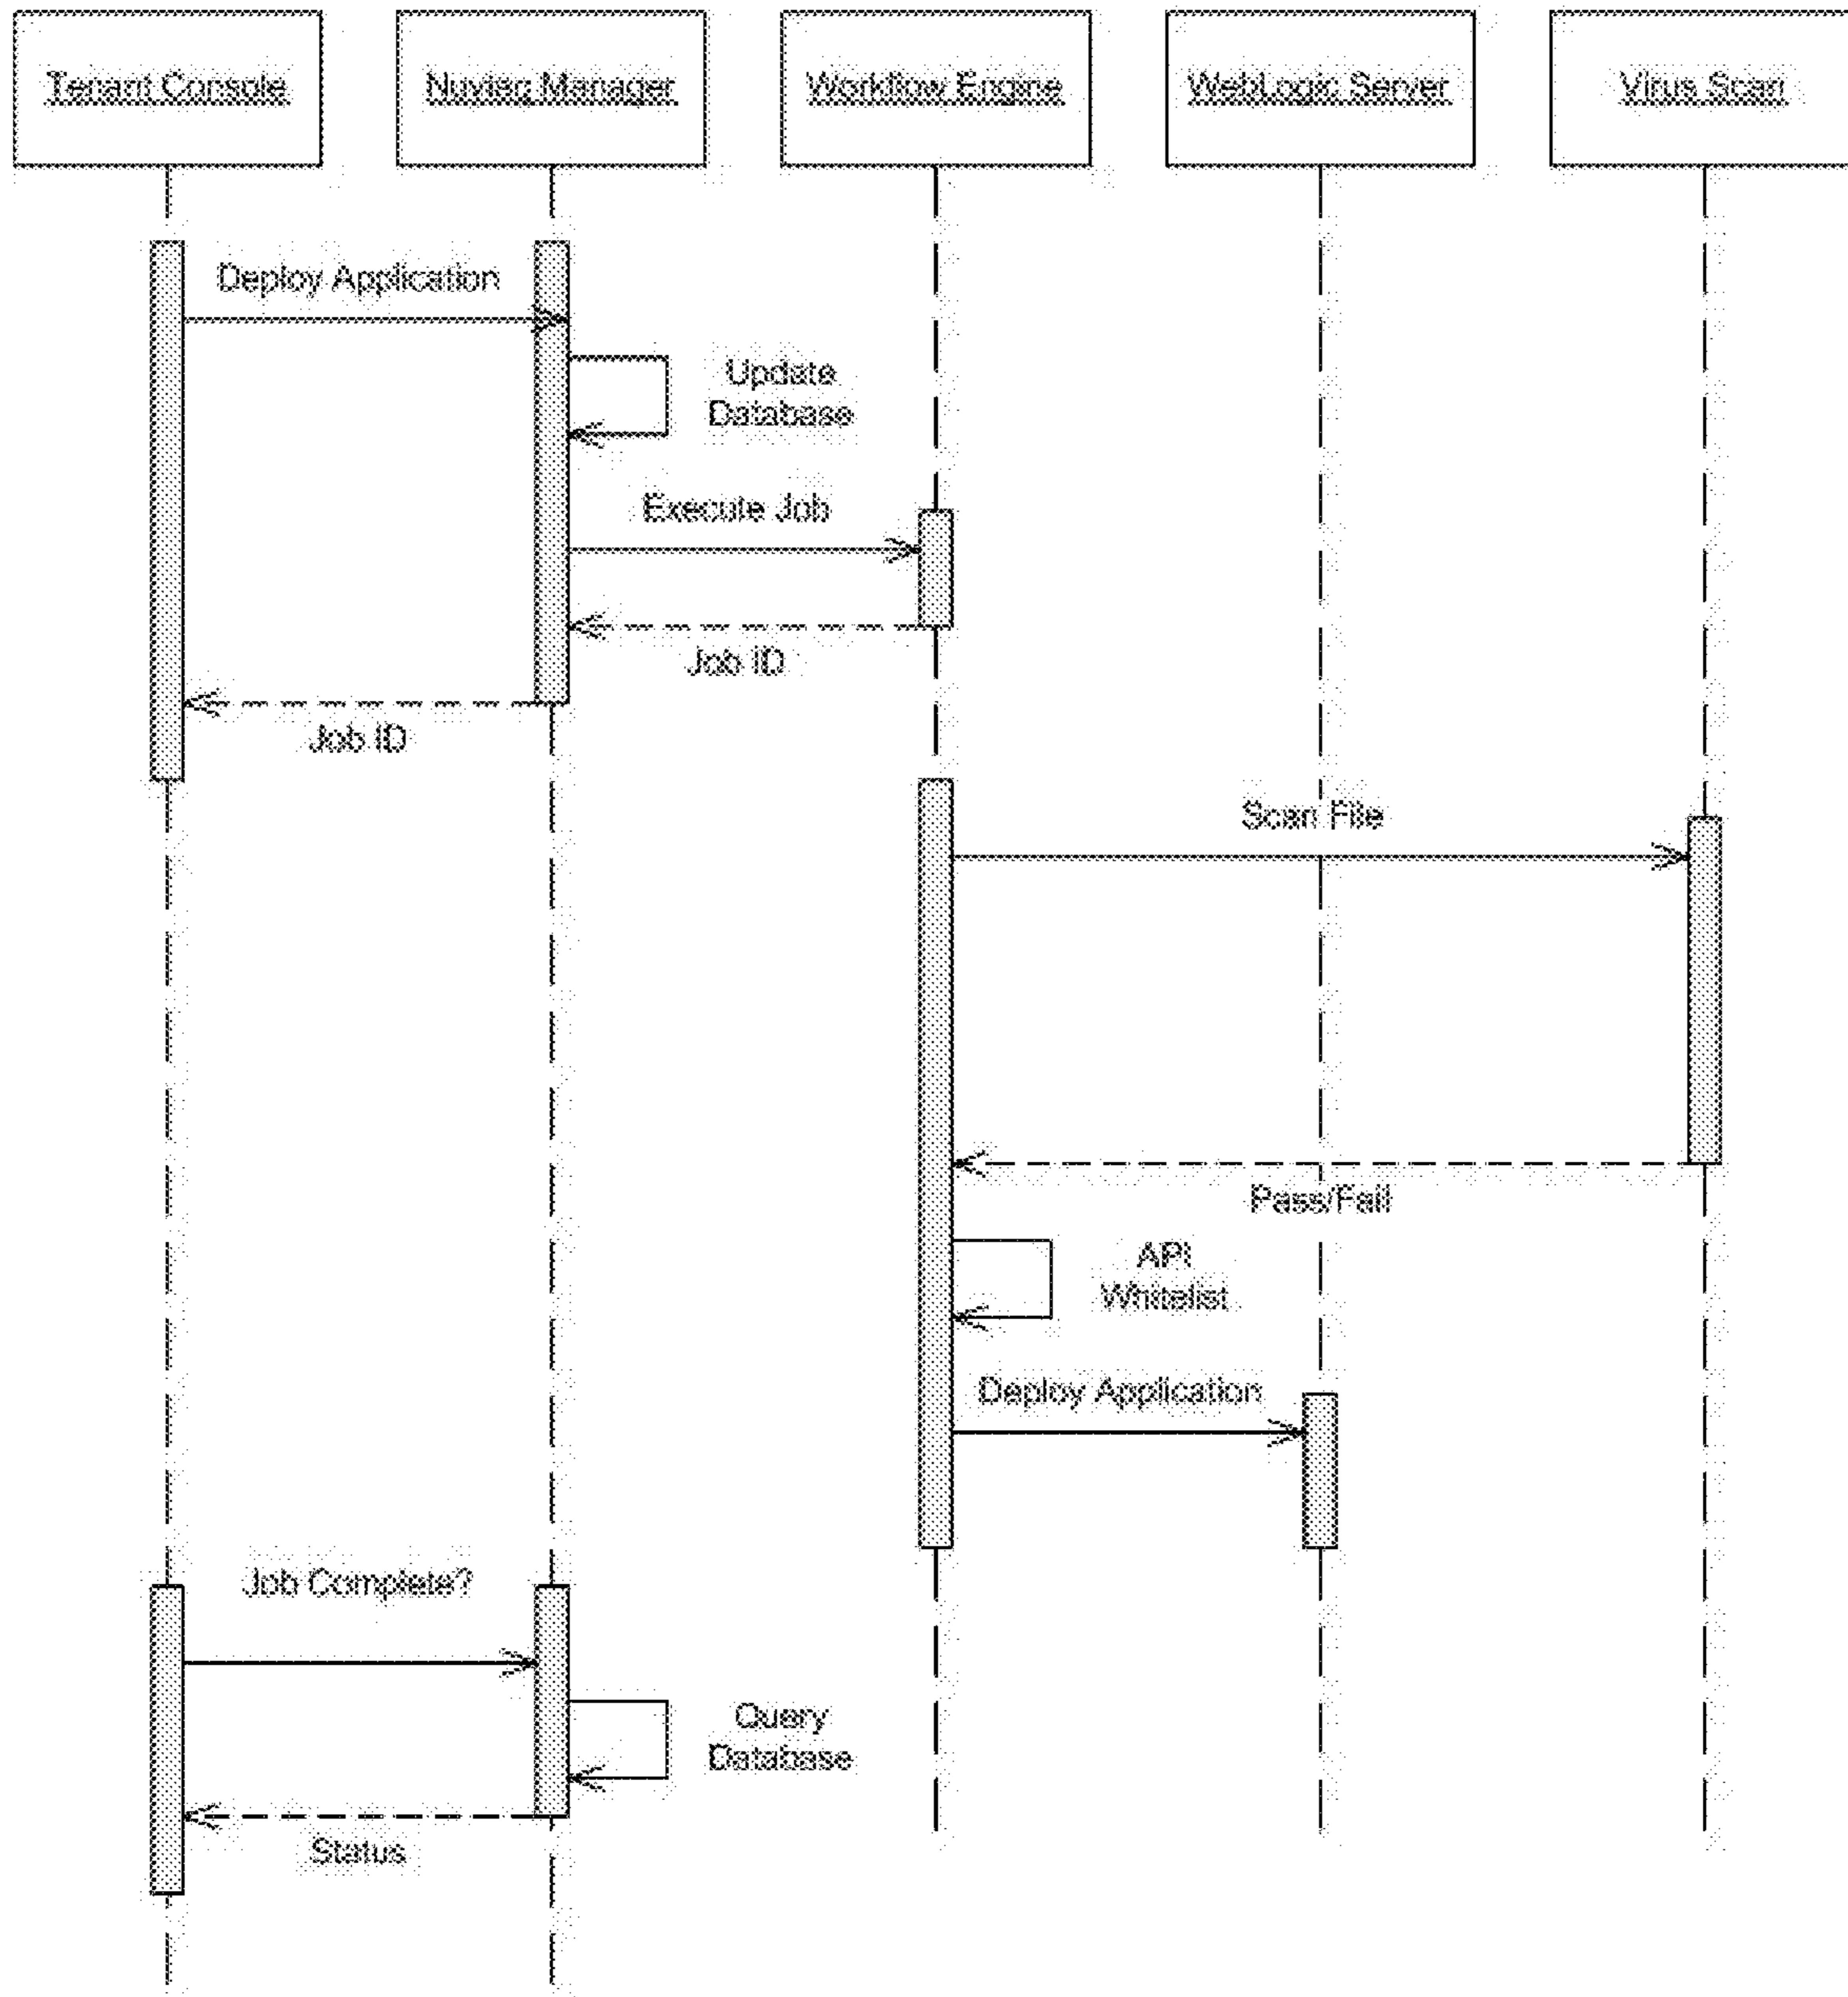 Tenant Console
Nuviaq Manager
Workflow Engine
WebLogic Server
Virus Scan
Deploy Application
Update
Database
Execute Job
Job ID
Job ID
Scan File
Pass/Fail
API
Whitelist
Deploy Application
Job Complete?
Query
Database
Status